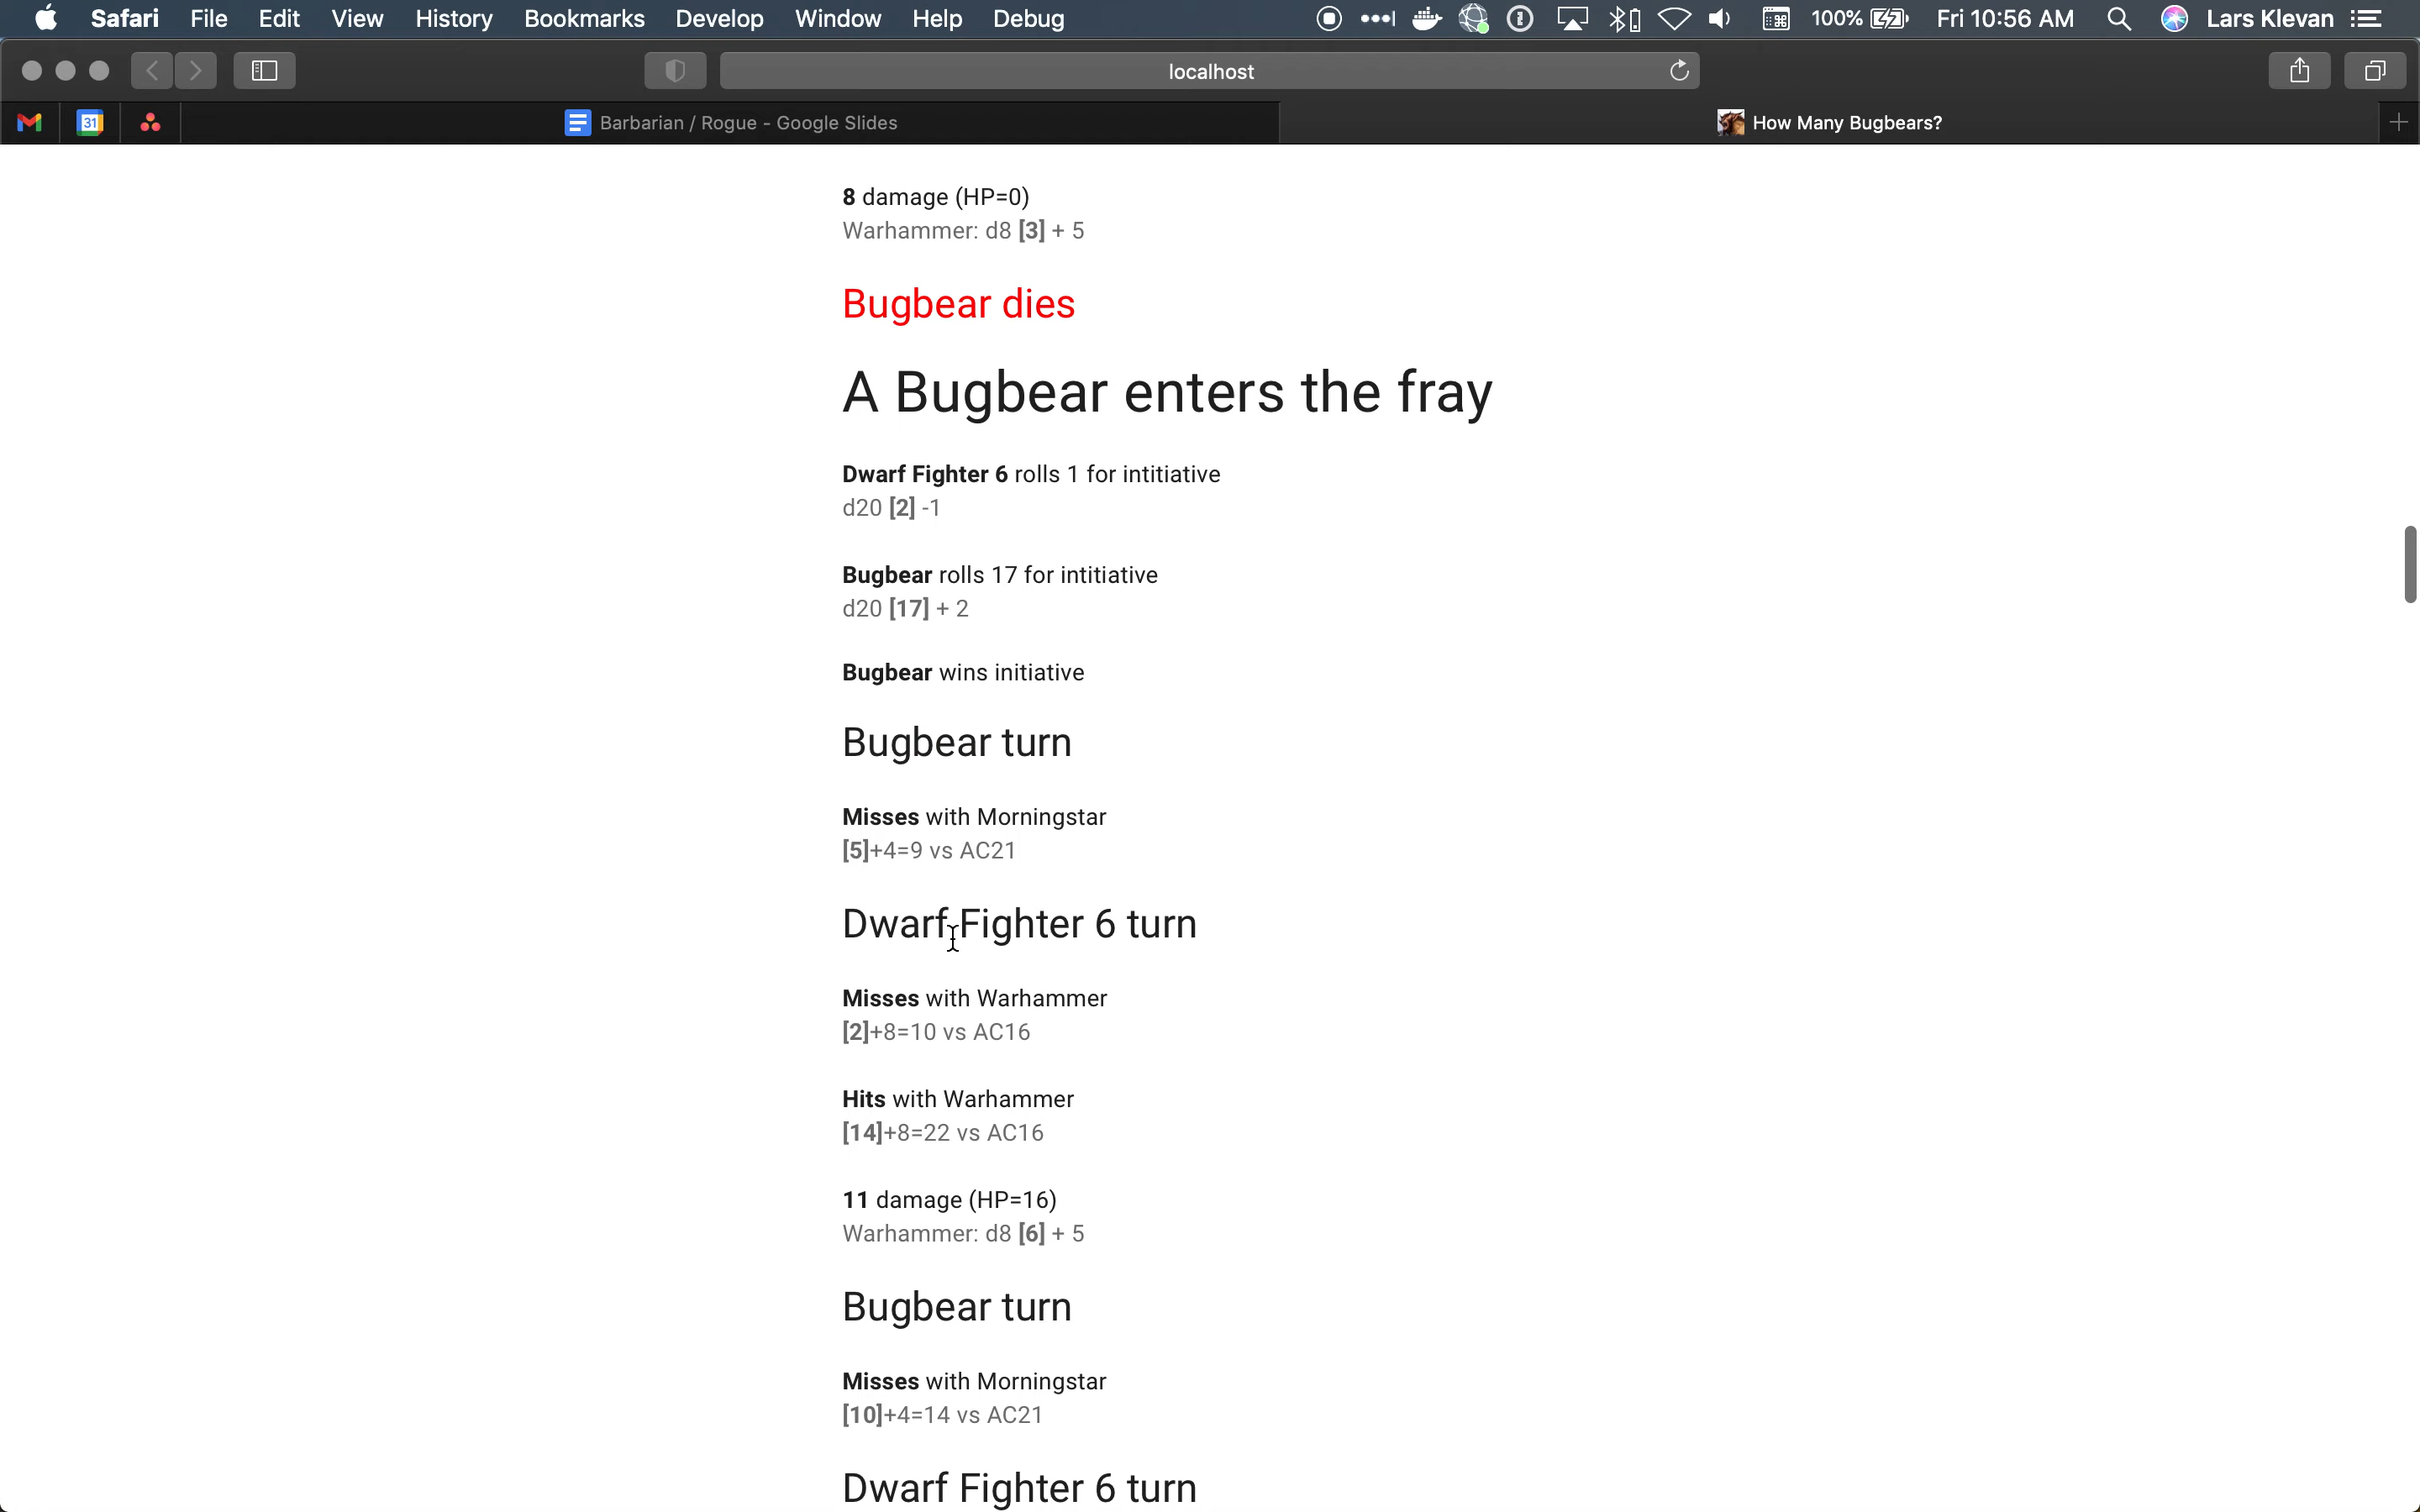 Safari File Edit View History Bookmarks Develop Window Help Debug 100% Fri 10:56 AM Lars Klevan
localhost
31 Barbarian / Rogue - Google Slides How Many Bugbears?
8 damage (HP=0)
Warhammer: d8 [3] + 5
Bugbear dies
A Bugbear enters the fray
Dwarf Fighter 6 rolls 1 for intitiative
d20 [2] -1
Bugbear rolls 17 for intitiative
d20 [17] + 2
Bugbear wins initiative
Bugbear turn
Misses with Morningstar
[5]+4=9 vs AC21
Dwarf Fighter 6 turn
Misses with Warhammer
[2]+8=10 vs AC16
Hits with Warhammer
[14]+8=22 vs AC16
11 damage (HP=16)
Warhammer: d8 [6] + 5
Bugbear turn
Misses with Morningstar
[10]+4=14 vs AC21
Dwarf Fighter 6 turn